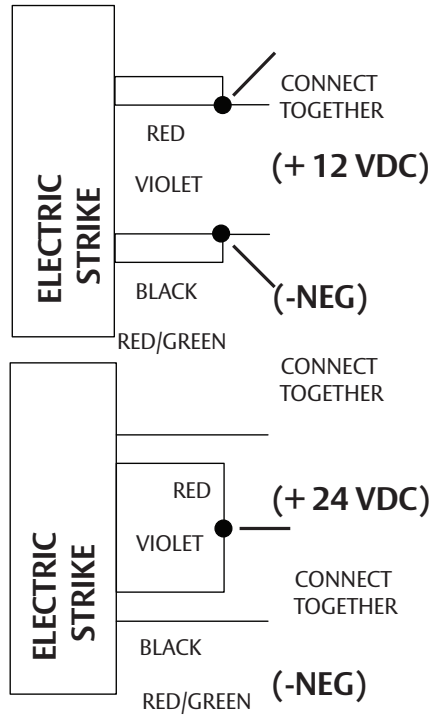 ELECTRIC
STRIKE
CONNECT
TOGETHER
RED
(+ 12 VDC)
VIOLET
BLACK
(-NEG)
RED/GREEN
CONNECT
TOGETHER
ELECTRIC
STRIKE
RED
(+ 24 VDC)
VIOLET
CONNECT
TOGETHER
BLACK
(-NEG)
RED/GREEN